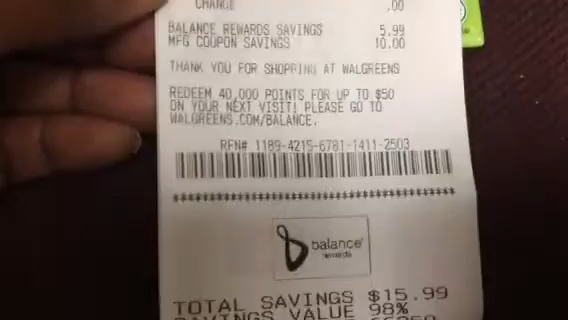 CHANGE .00
BALANCE REWARDS SAVINGS 5.99
MFG COUPON SAVINGS 10.00
THANK YOU FOR SHOPPING AT WALGREENS
REDEEM 40,000 POINTS FOR UP TO $50
ON YOUR NEXT VISIT! PLEASE GO TO
WALGREENS.COM/BALANCE.
RFN# 1189-4215-6781-1411-2503
****************************************
balance®
rewards
TOTAL SAVINGS $15.99
SAVINGS VALUE 98%